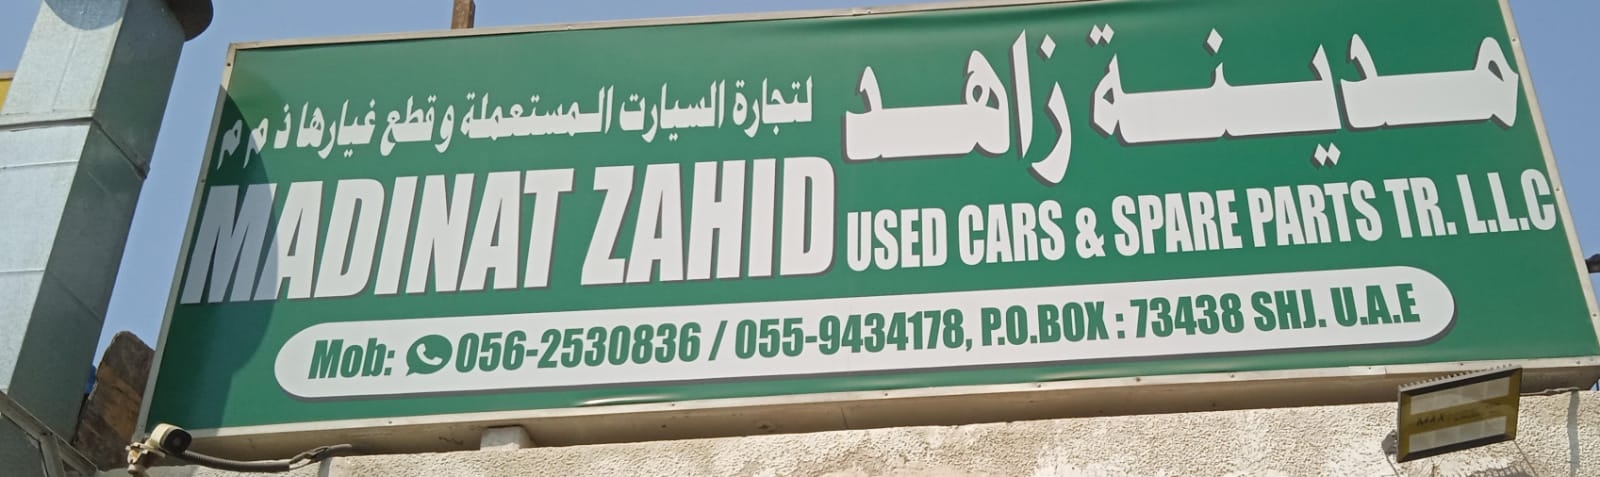 مدينة زاهد
لتجارة السيارت المستعملة وقطع غيارها ذ م م
MADINAT ZAHID USED CARS & SPARE PARTS TR. L.L.C
Mob: 056-2530836 / 055-9434178, P.O.BOX : 73438 SHJ. U.A.E